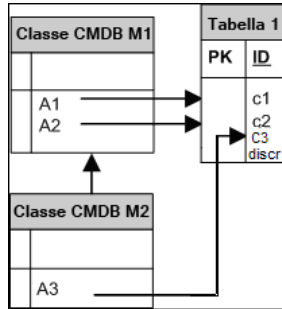 Classe CMDB M1
A1
A2
Tabella 1
PK ID
c1
c2
C3
discr
Classe CMDB M2
A3